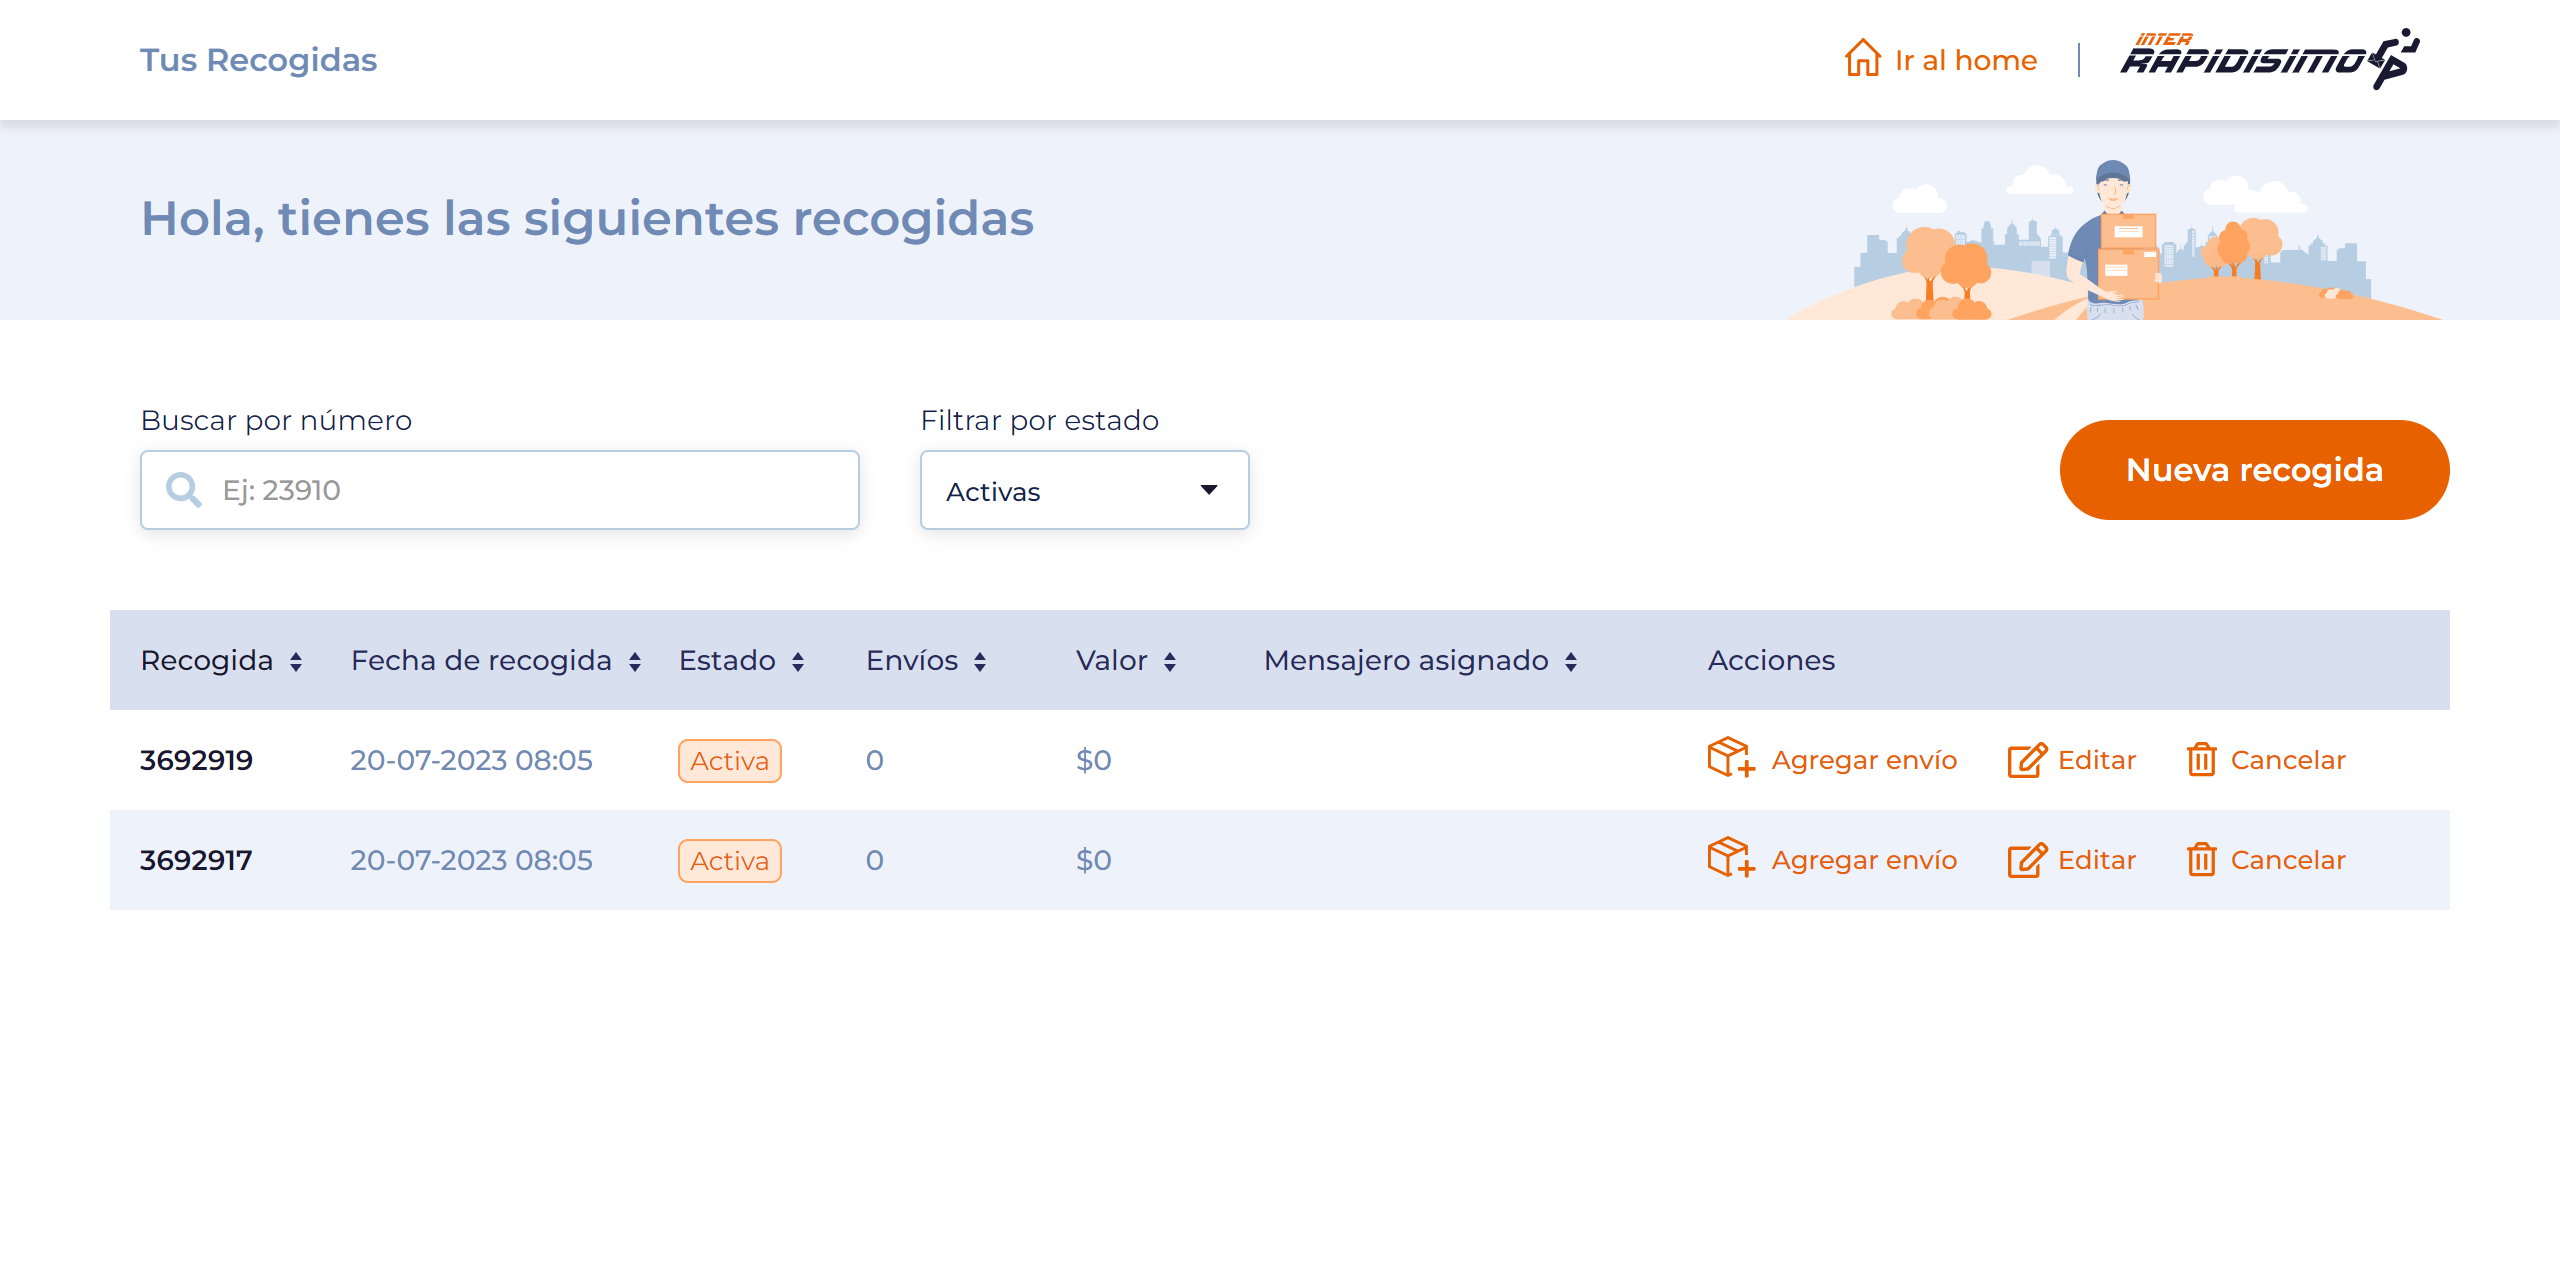 Tus Recogidas
Ir al home
INTER
RAPIDISIMO
Hola, tienes las siguientes recogidas
Buscar por número
Filtrar por estado
Ej: 23910
Activas
Nueva recogida
Recogida Fecha de recogida Estado Envíos Valor Mensajero asignado Acciones
3692919 20-07-2023 08:05 Activa 0 $0 Agregar envío Editar Cancelar
3692917 20-07-2023 08:05 Activa 0 $0 Agregar envío Editar Cancelar